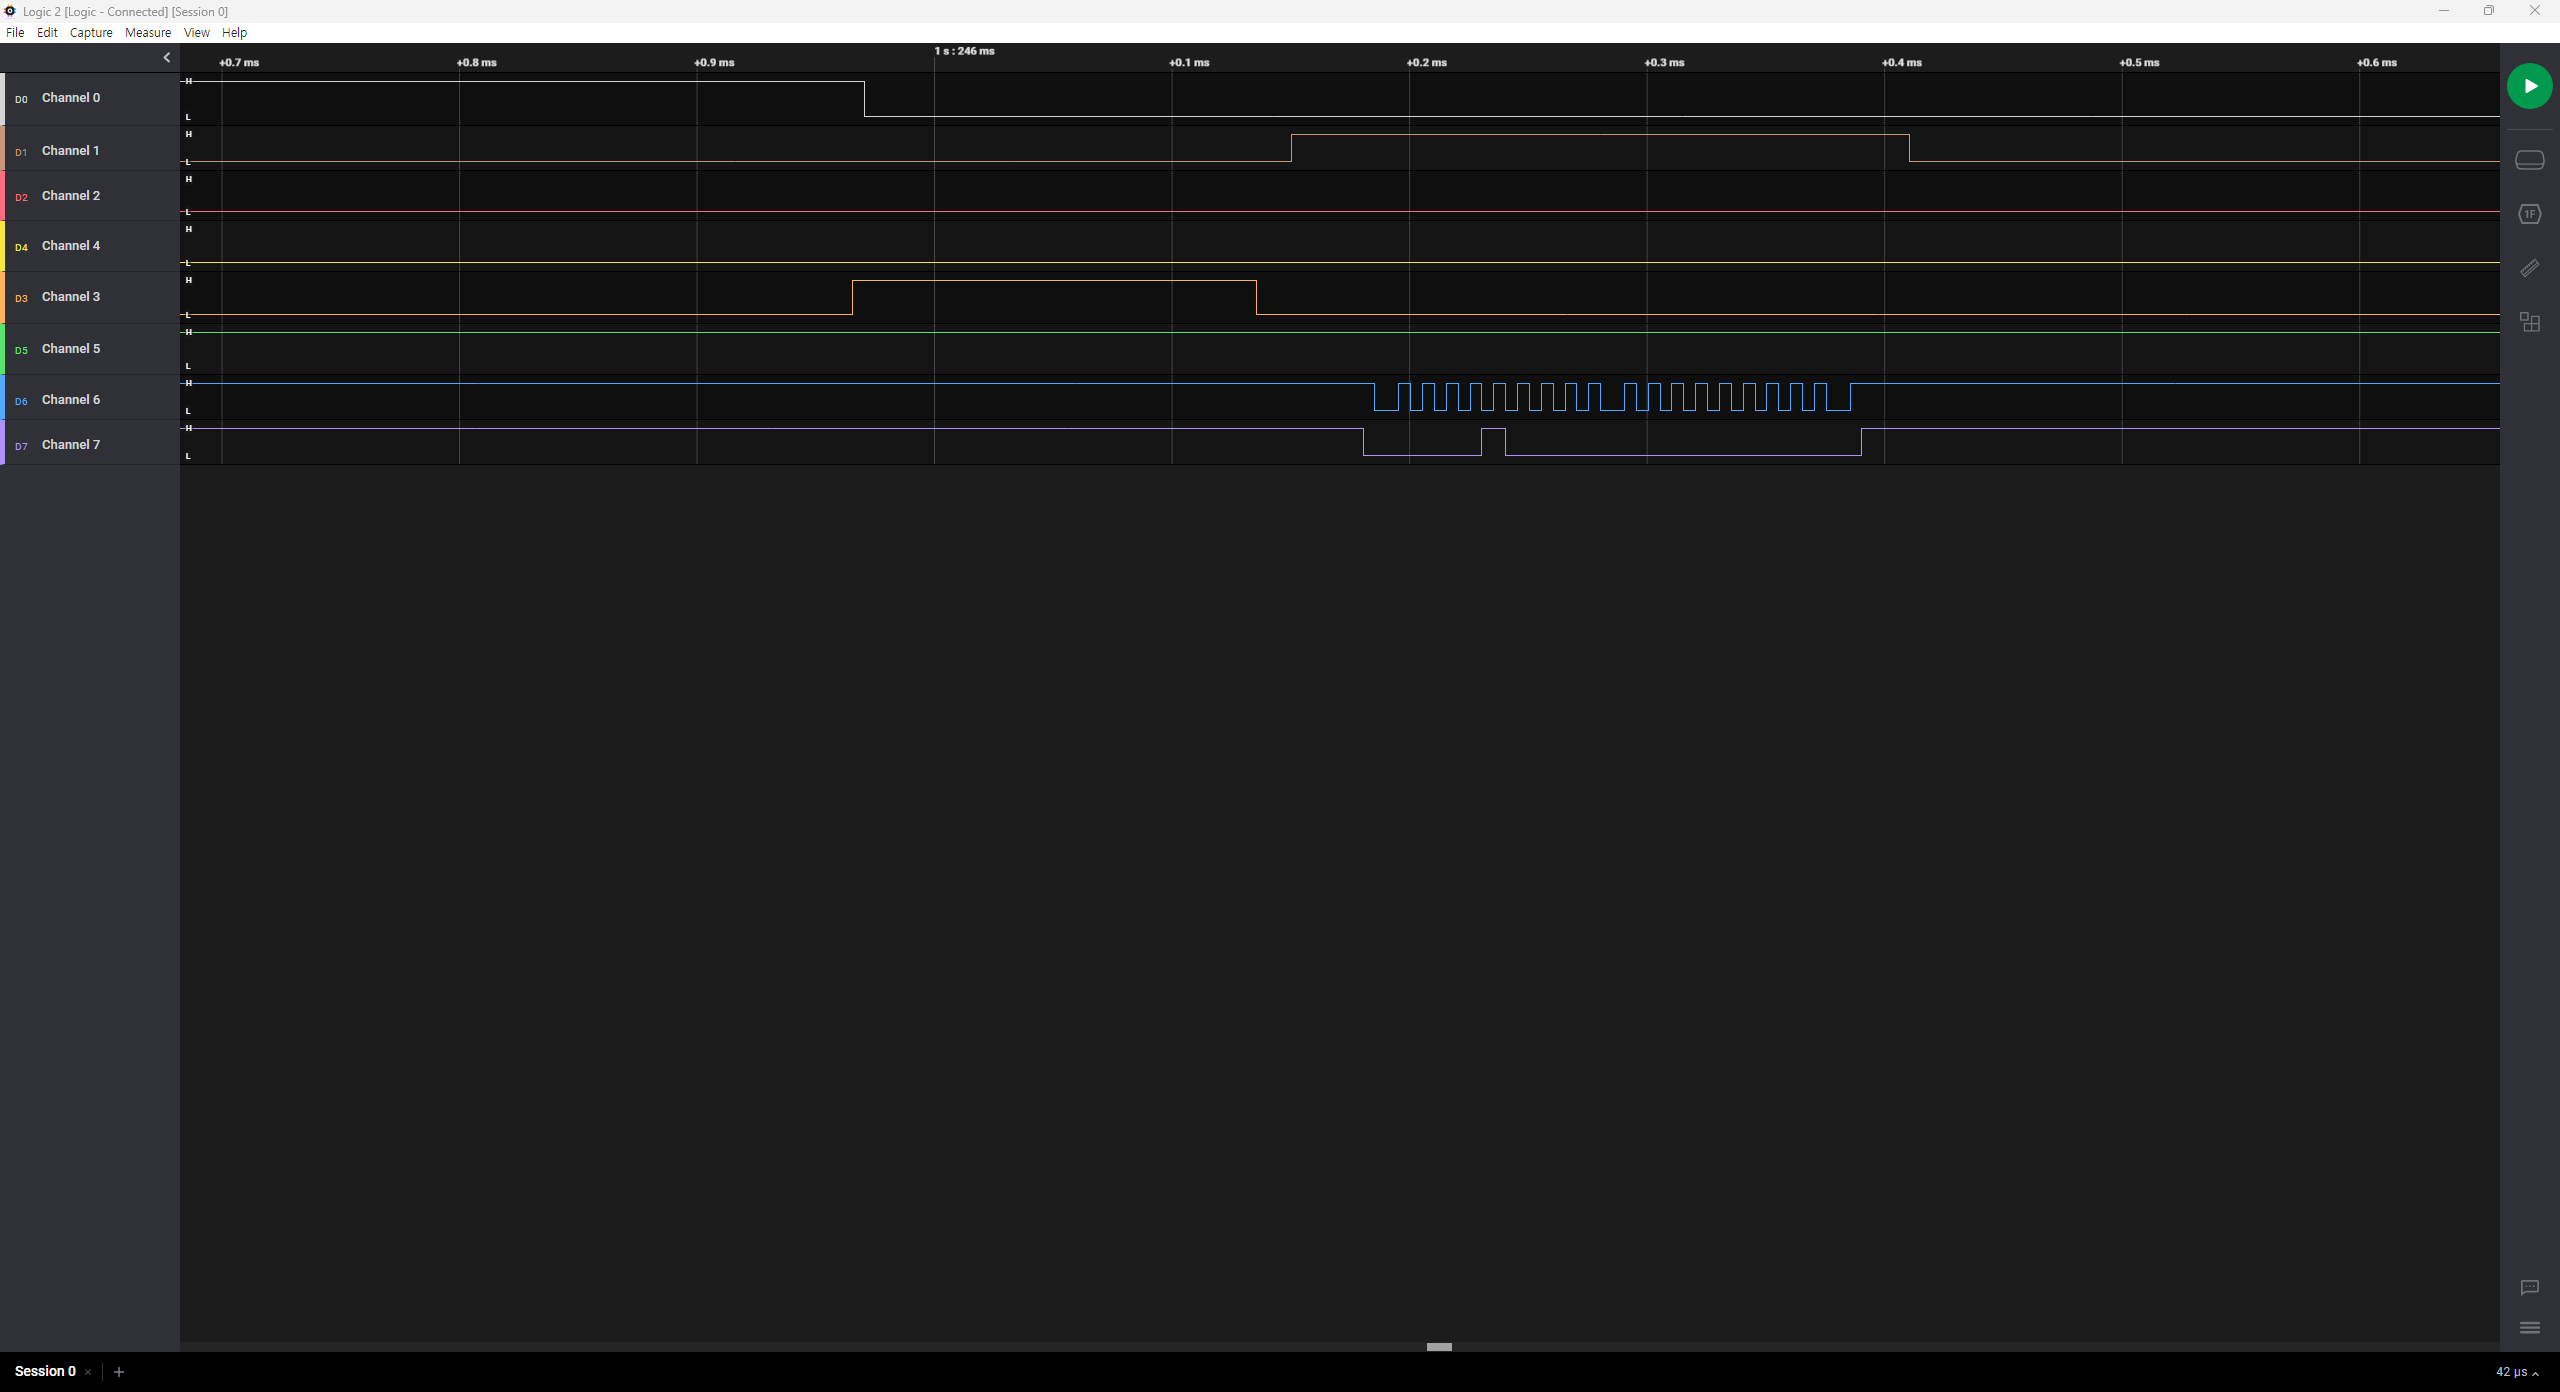 Logic 2 [Logic - Connected] [Session 0]
File Edit Capture Measure View Help
1 s : 246 ms
+0.7 ms +0.8 ms +0.9 ms +0.1 ms +0.2 ms +0.3 ms +0.4 ms +0.5 ms +0.6 ms
H
D0 Channel 0
L
H
D1 Channel 1
L
H
D2 Channel 2
L
H
D4 Channel 4
L
H
D3 Channel 3
L
H
D5 Channel 5
L
H
D6 Channel 6
L
H
D7 Channel 7
L
1F
Session 0 × +
42 μs